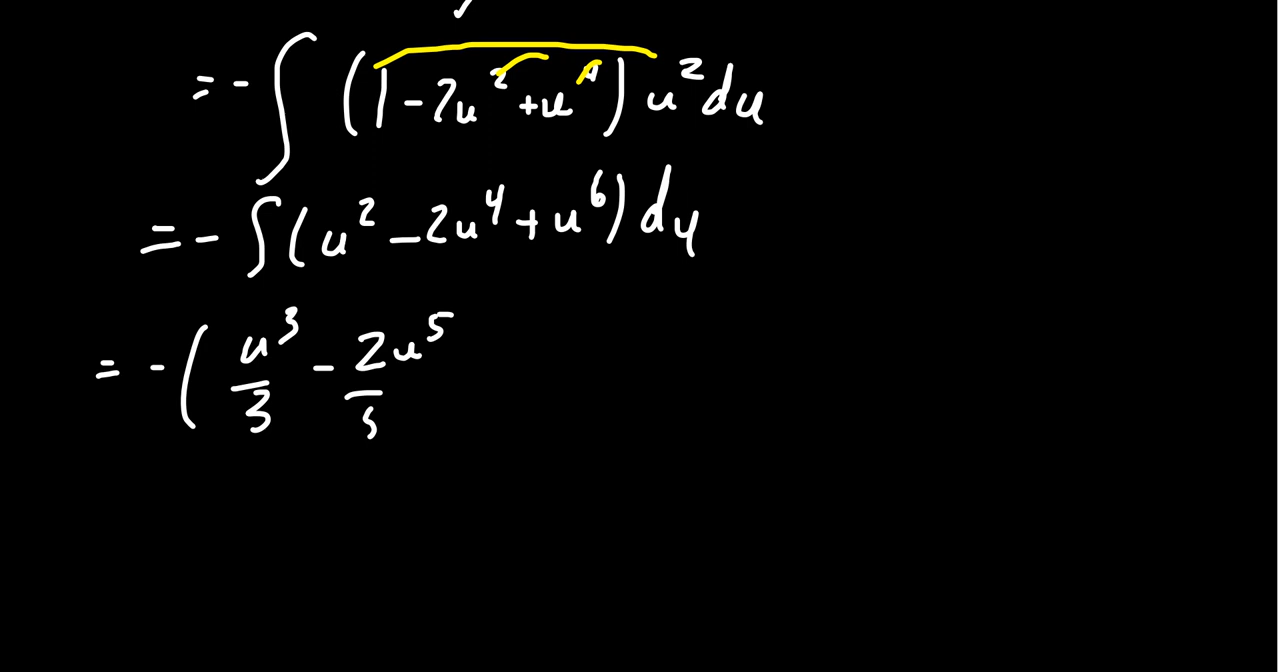 = - ∫ (1 - 2u² + u⁴) u² du
= - ∫ (u² - 2u⁴ + u⁶) du
= - ( u³/3 - 2u⁵/5